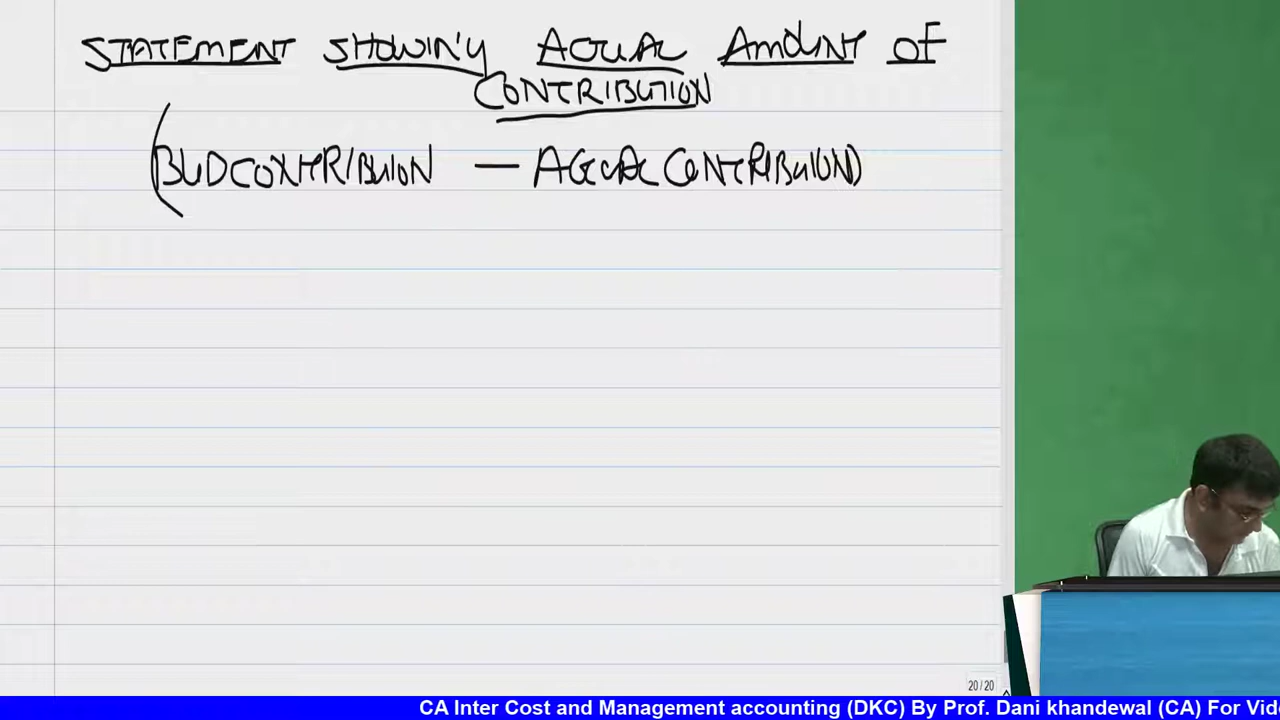 STATEMENT SHOWING ACTUAL AMOUNT OF
CONTRIBUTION
(BUD CONTRIBUTION — ACTUAL CONTRIBUTION)
20/20
CA Inter Cost and Management accounting (DKC) By Prof. Dani khandewal (CA) For Vid